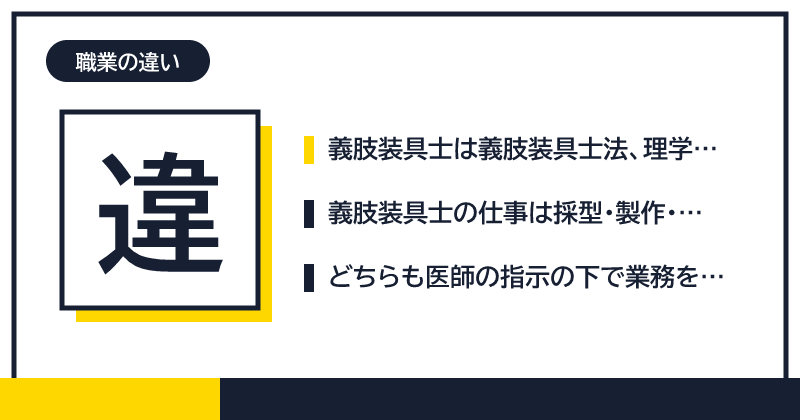 職業の違い
違
義肢装具士は義肢装具士法、理学…
義肢装具士の仕事は採型・製作・…
どちらも医師の指示の下で業務を…